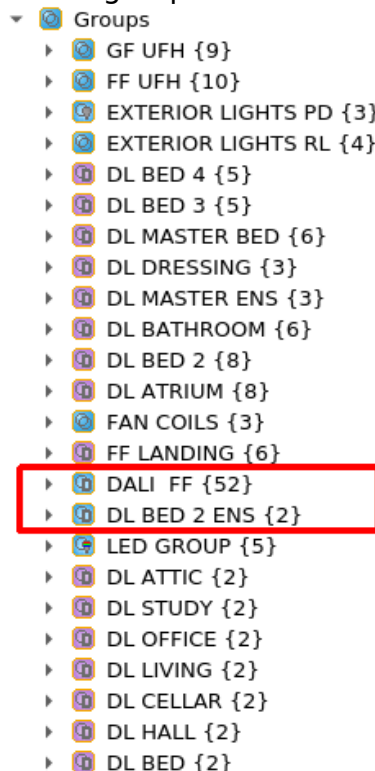 Groups
GF UFH {9}
FF UFH {10}
EXTERIOR LIGHTS PD {3}
EXTERIOR LIGHTS RL {4}
DL BED 4 {5}
DL BED 3 {5}
DL MASTER BED {6}
DL DRESSING {3}
DL MASTER ENS {3}
DL BATHROOM {6}
DL BED 2 {8}
DL ATRIUM {8}
FAN COILS {3}
FF LANDING {6}
DALI  FF {52}
DL BED 2 ENS {2}
LED GROUP {5}
DL ATTIC {2}
DL STUDY {2}
DL OFFICE {2}
DL LIVING {2}
DL CELLAR {2}
DL HALL {2}
DL BED {2}